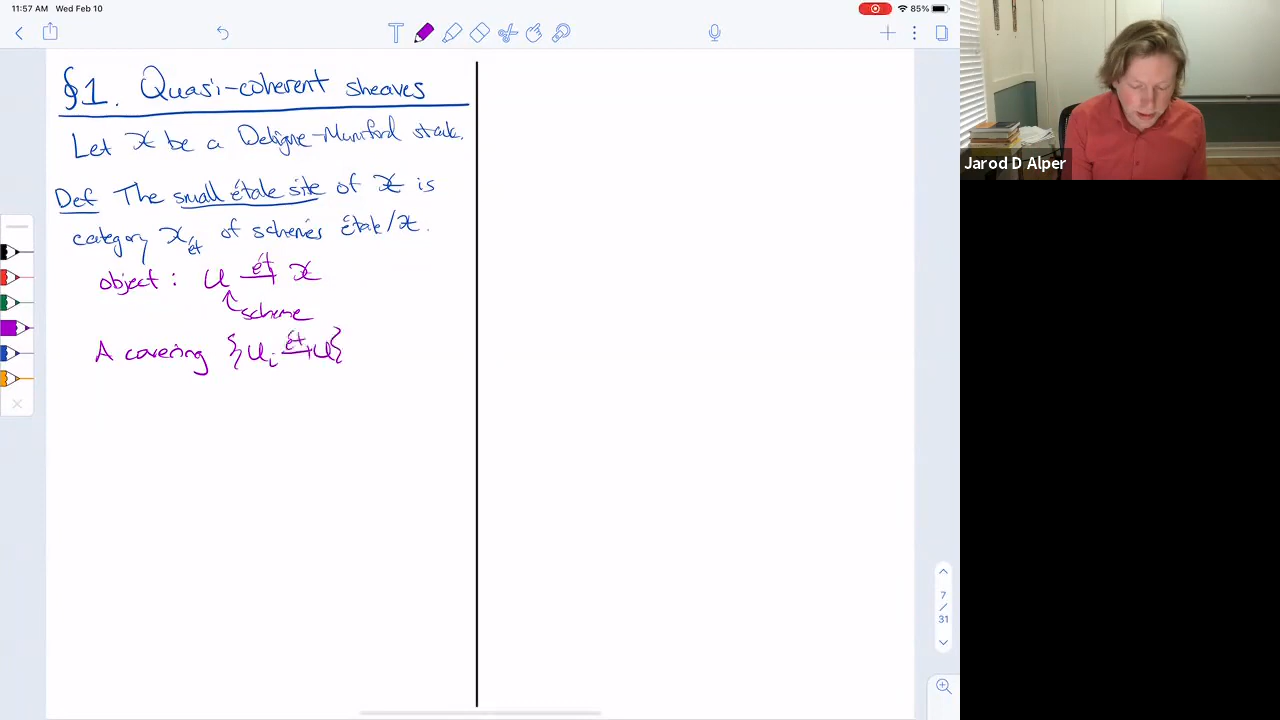 11:57 AM Wed Feb 10
85%
§1. Quasi-coherent sheaves
Let 𝒳 be a Deligne-Mumford stack.
Def The small étale site of 𝒳 is
category 𝒳ét of schemes étale/𝒳.
object: U ét→ 𝒳
↑ scheme
A covering {Uᵢ ét→ U}
Jarod D Alper
7
/
31